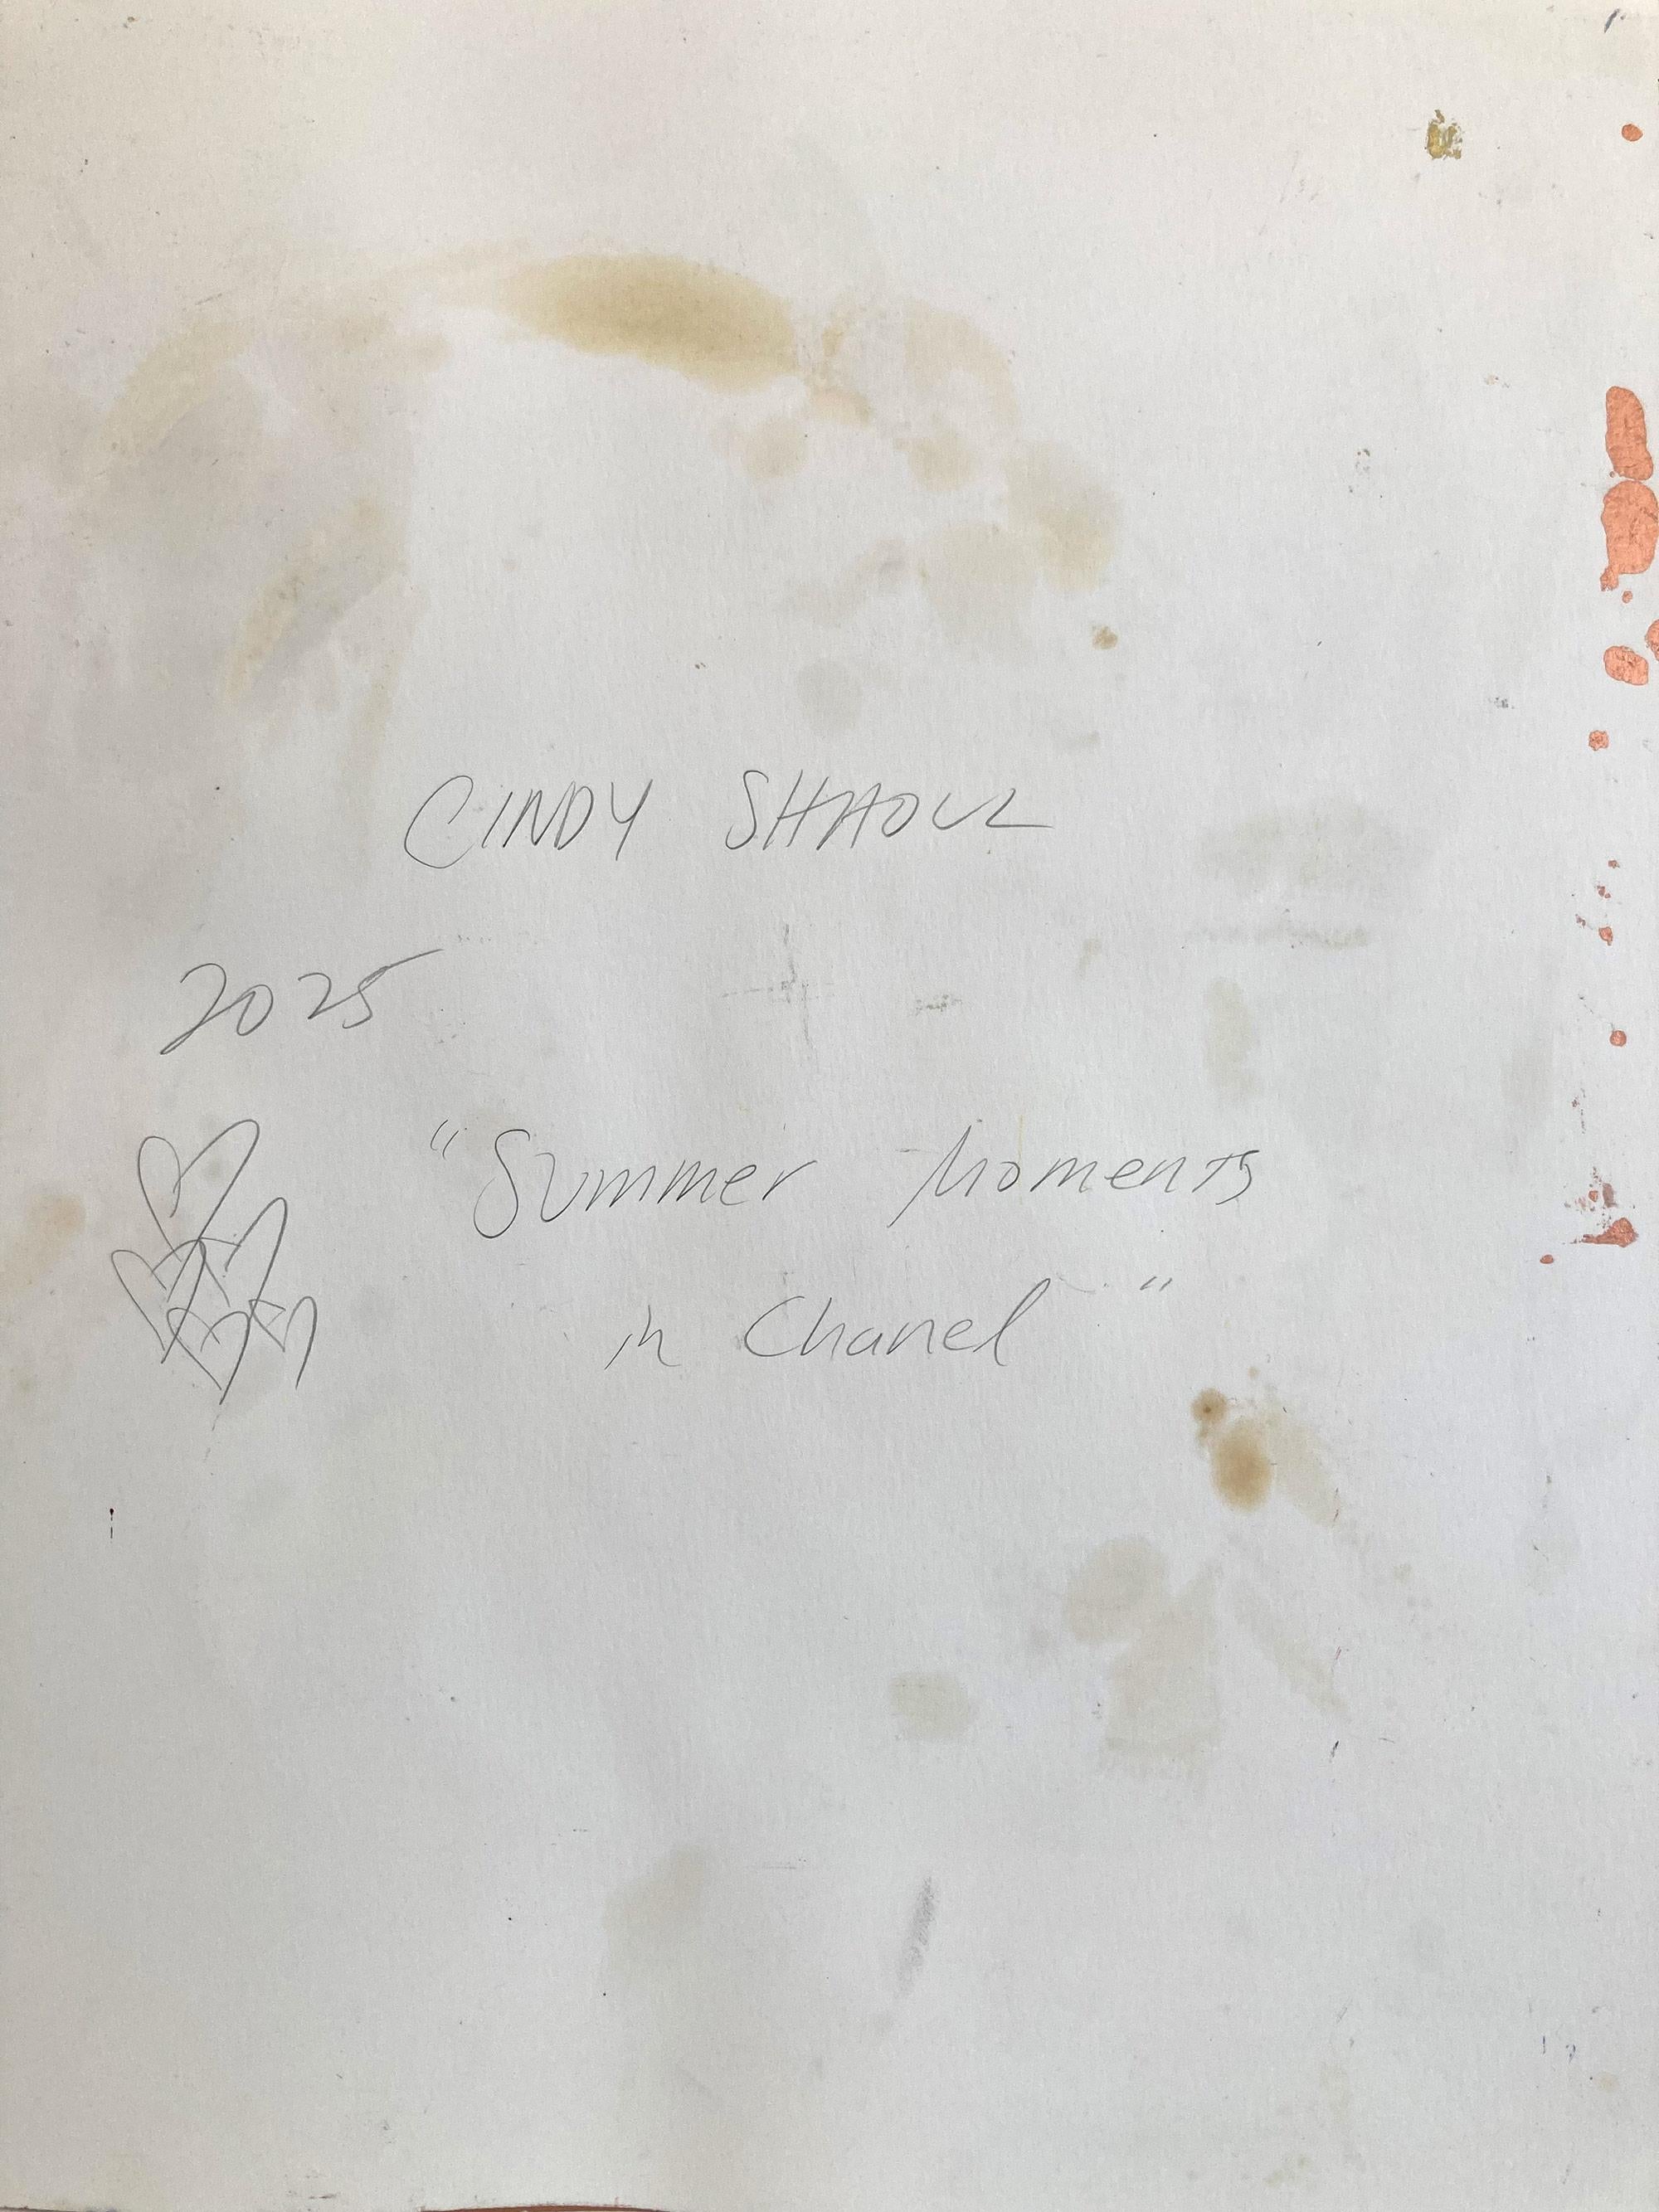 CINDY SHAOUL
2025
"Summer Moments
in Chanel"